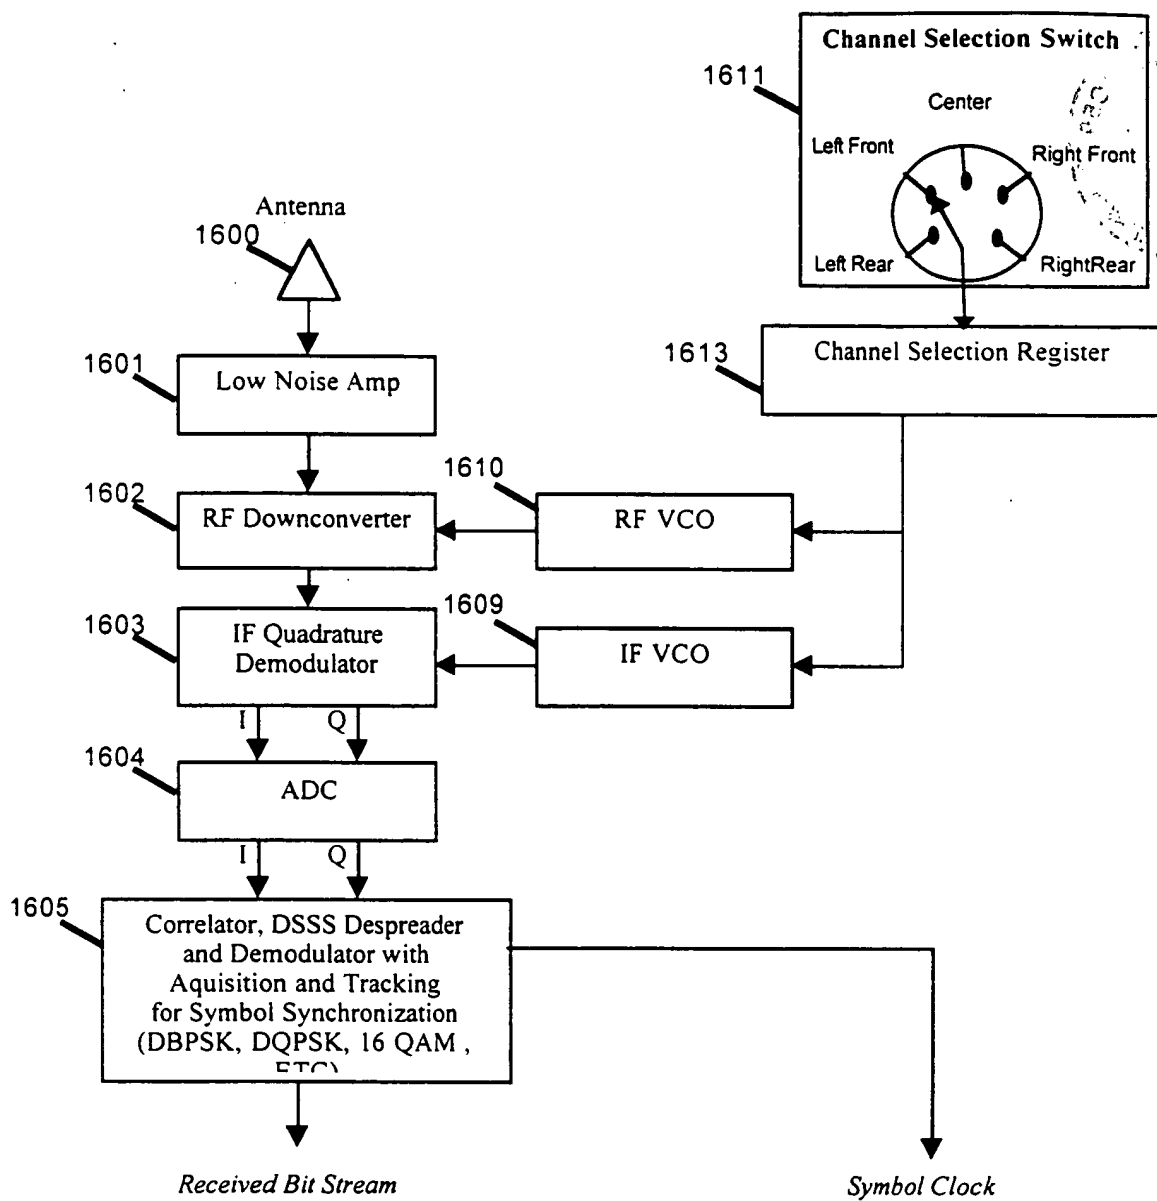 Channel Selection Switch
1611
Center
Left Front
Right Front
Left Rear
RightRear
Antenna
1600
1601
Low Noise Amp
1613
Channel Selection Register
1602
RF Downconverter
1610
RF VCO
1603
IF Quadrature
Demodulator
1609
IF VCO
I Q
1604
ADC
I Q
1605
Correlator, DSSS Despreader
and Demodulator with
Aquisition and Tracking
for Symbol Synchronization
(DBPSK, DQPSK, 16 QAM ,
ETC)
Received Bit Stream
Symbol Clock